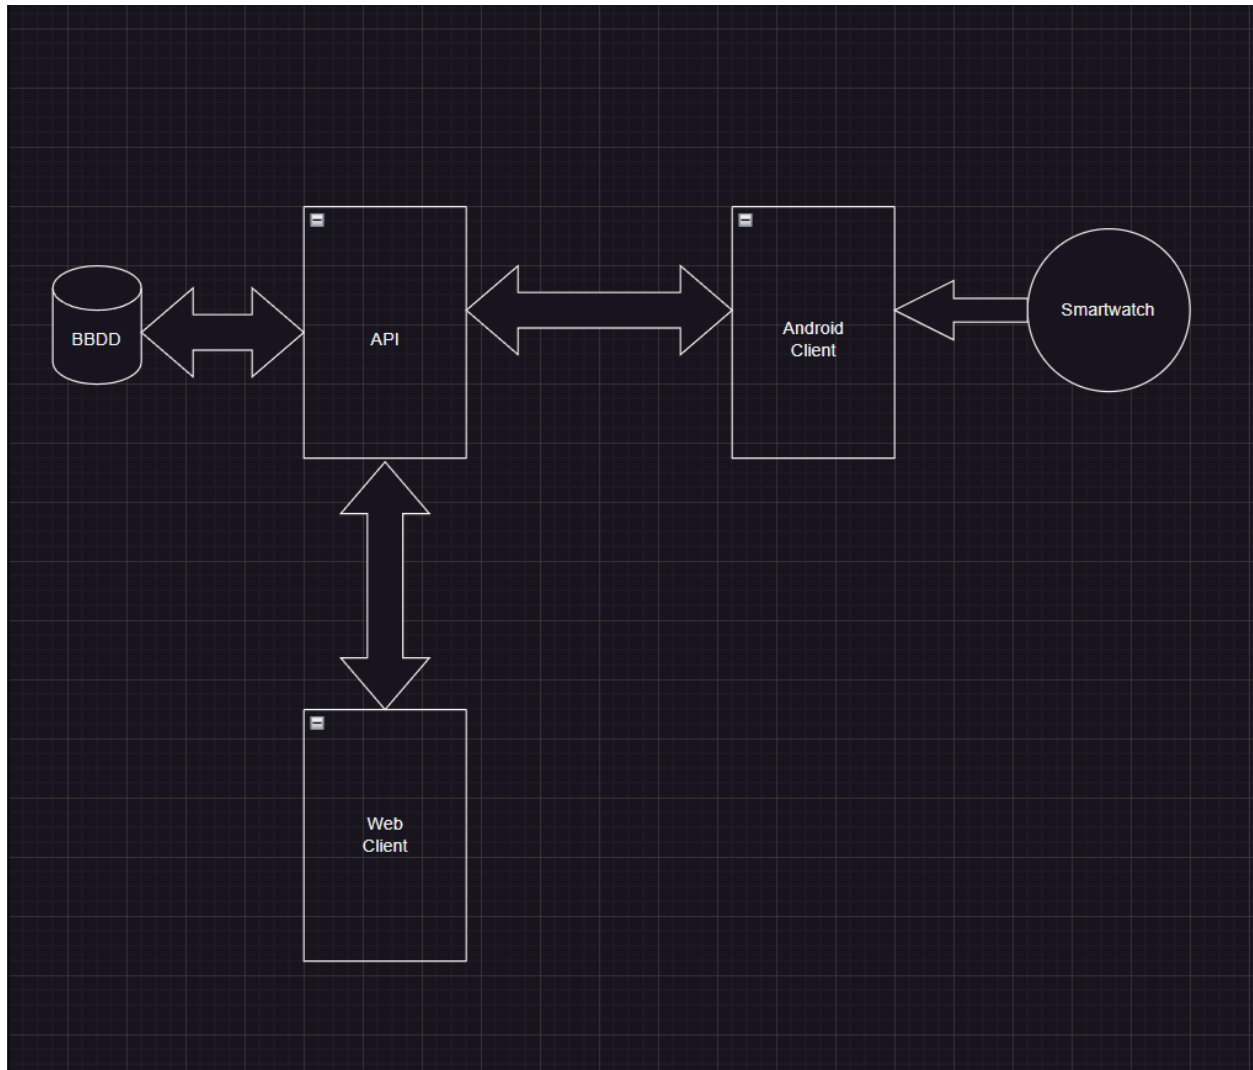 BBDD
API
Android
Client
Smartwatch
Web
Client